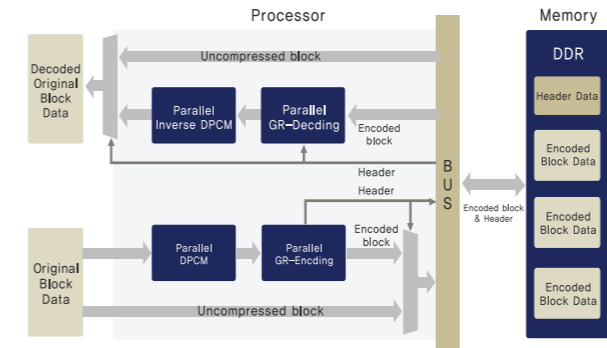 Processor
Memory
Uncompressed block
Decoded
Original
Block
Data
Parallel
Inverse DPCM
Parallel
GR-Decding
Encoded
block
Header
Header
B
U
S
Encoded block
& Header
DDR
Header Data
Encoded
Block Data
Encoded
Block Data
Encoded
Block Data
Original
Block
Data
Parallel
DPCM
Parallel
GR-Encding
Encoded
block
Uncompressed block